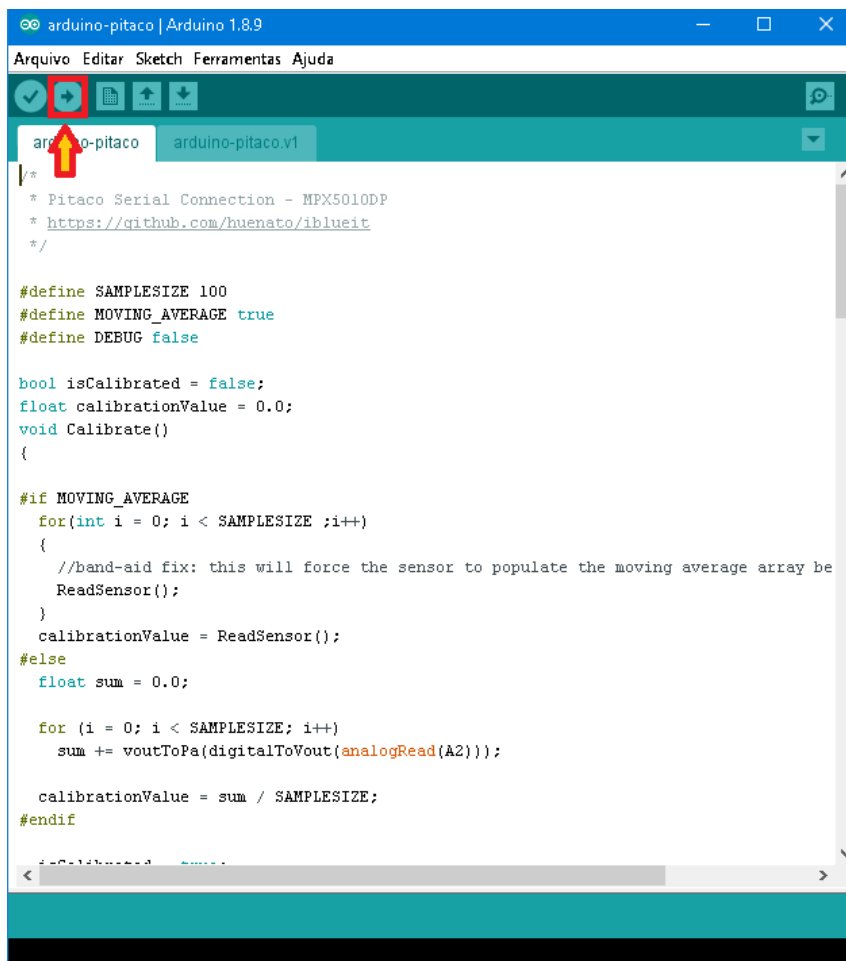 arduino-pitaco | Arduino 1.8.9
Arquivo Editar Sketch Ferramentas Ajuda
arduino-pitaco arduino-pitaco.v1
/*
 * Pitaco Serial Connection - MPX5010DP
 * https://github.com/huenato/iblueit
 */
#define SAMPLESIZE 100
#define MOVING_AVERAGE true
#define DEBUG false
bool isCalibrated = false;
float calibrationValue = 0.0;
void Calibrate()
{
#if MOVING_AVERAGE
  for(int i = 0; i < SAMPLESIZE ;i++)
  {
    //band-aid fix: this will force the sensor to populate the moving average array be
    ReadSensor();
  }
  calibrationValue = ReadSensor();
#else
  float sum = 0.0;
  for (i = 0; i < SAMPLESIZE; i++)
    sum += voutToPa(digitalToVout(analogRead(A2)));
  calibrationValue = sum / SAMPLESIZE;
#endif